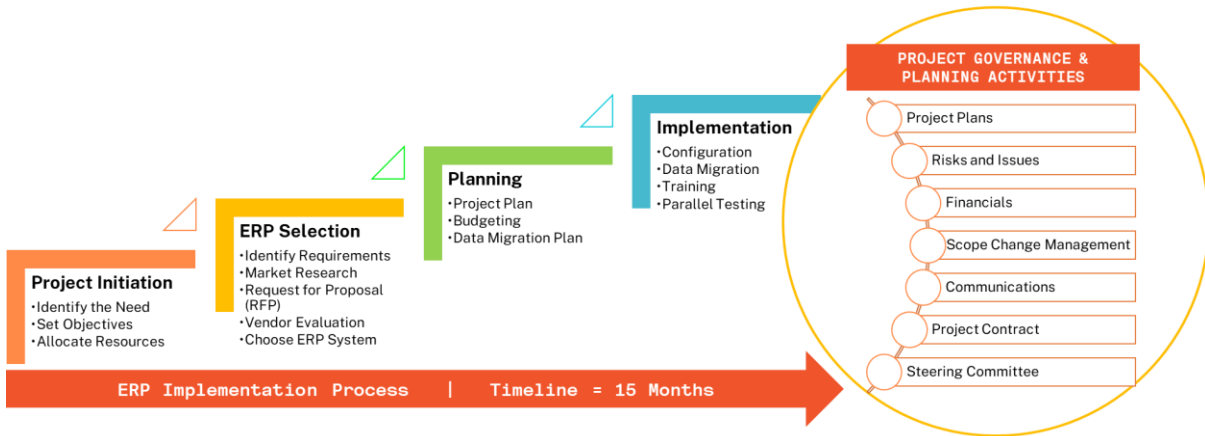 Project Initiation
•Identify the Need
•Set Objectives
•Allocate Resources
ERP Selection
•Identify Requirements
•Market Research
•Request for Proposal
(RFP)
•Vendor Evaluation
•Choose ERP System
Planning
•Project Plan
•Budgeting
•Data Migration Plan
Implementation
•Configuration
•Data Migration
•Training
•Parallel Testing
ERP Implementation Process | Timeline = 15 Months
PROJECT GOVERNANCE &
PLANNING ACTIVITIES
Project Plans
Risks and Issues
Financials
Scope Change Management
Communications
Project Contract
Steering Committee